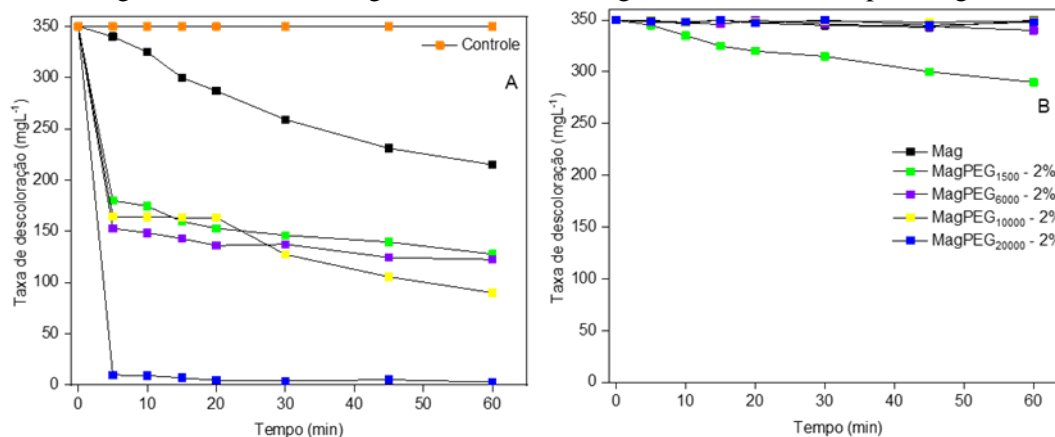 350
300
250
200
150
100
50
0
Taxa de descoloração (mgL⁻¹)
0 10 20 30 40 50 60
Tempo (min)
Controle
A
350
300
250
200
150
100
50
0
Taxa de descoloração (mgL⁻¹)
0 10 20 30 40 50 60
Tempo (min)
B
Mag
MagPEG₁₅₀₀ - 2%
MagPEG₆₀₀₀ - 2%
MagPEG₁₀₀₀₀ - 2%
MagPEG₂₀₀₀₀ - 2%